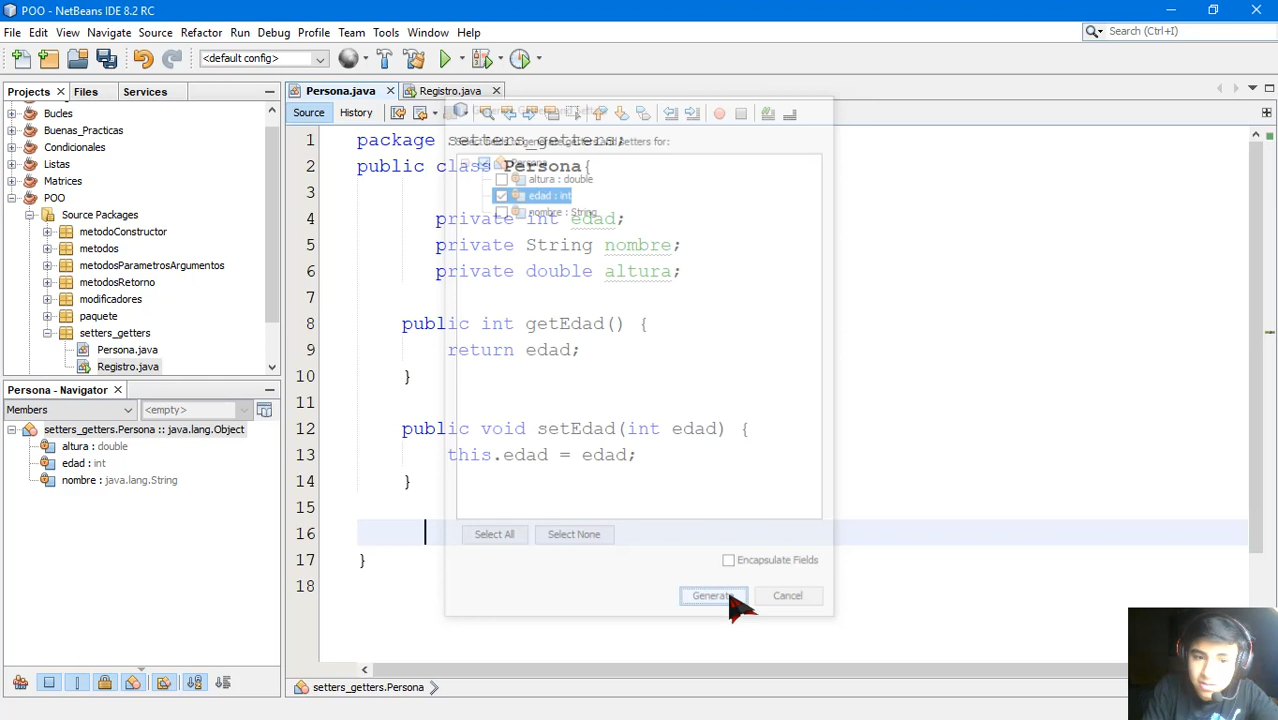 POO - NetBeans IDE 8.2 RC
File Edit View Navigate Source Refactor Run Debug Profile Team Tools Window Help
Search (Ctrl+I)
<default config>
Projects Files Services
Persona.java Registro.java
Source History
Bucles
Buenas_Practicas
Condicionales
Listas
Matrices
POO
Source Packages
metodoConstructor
metodos
metodosParametrosArgumentos
metodosRetorno
modificadores
paquete
setters_getters
Persona.java
Registro.java
Persona - Navigator
Members <empty>
setters_getters.Persona :: java.lang.Object
altura : double
edad : int
nombre : java.lang.String
1 package setters_getters;
2 public class Persona{
3
4 private int edad;
5 private String nombre;
6 private double altura;
7
8 public int getEdad() {
9 return edad;
10 }
11
12 public void setEdad(int edad) {
13 this.edad = edad;
14 }
15
16
17 }
18
Persona
altura : double
edad : int
nombre : String
Select All Select None
Encapsulate Fields
Generate Cancel
setters_getters.Persona